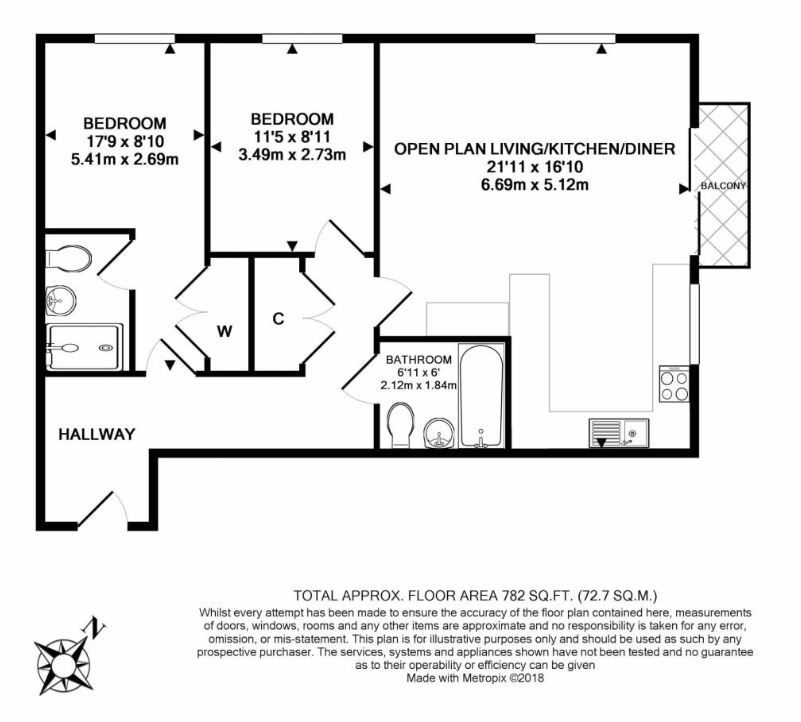 BEDROOM
17'9 x 8'10
5.41m x 2.69m
BEDROOM
11'5 x 8'11
3.49m x 2.73m
OPEN PLAN LIVING/KITCHEN/DINER
21'11 x 16'10
6.69m x 5.12m
BALCONY
W
C
BATHROOM
6'11 x 6'
2.12m x 1.84m
HALLWAY
TOTAL APPROX. FLOOR AREA 782 SQ.FT. (72.7 SQ.M.)
Whilst every attempt has been made to ensure the accuracy of the floor plan contained here, measurements
of doors, windows, rooms and any other items are approximate and no responsibility is taken for any error,
omission, or mis-statement. This plan is for illustrative purposes only and should be used as such by any
prospective purchaser. The services, systems and appliances shown have not been tested and no guarantee
as to their operability or efficiency can be given
Made with Metropix ©2018
N